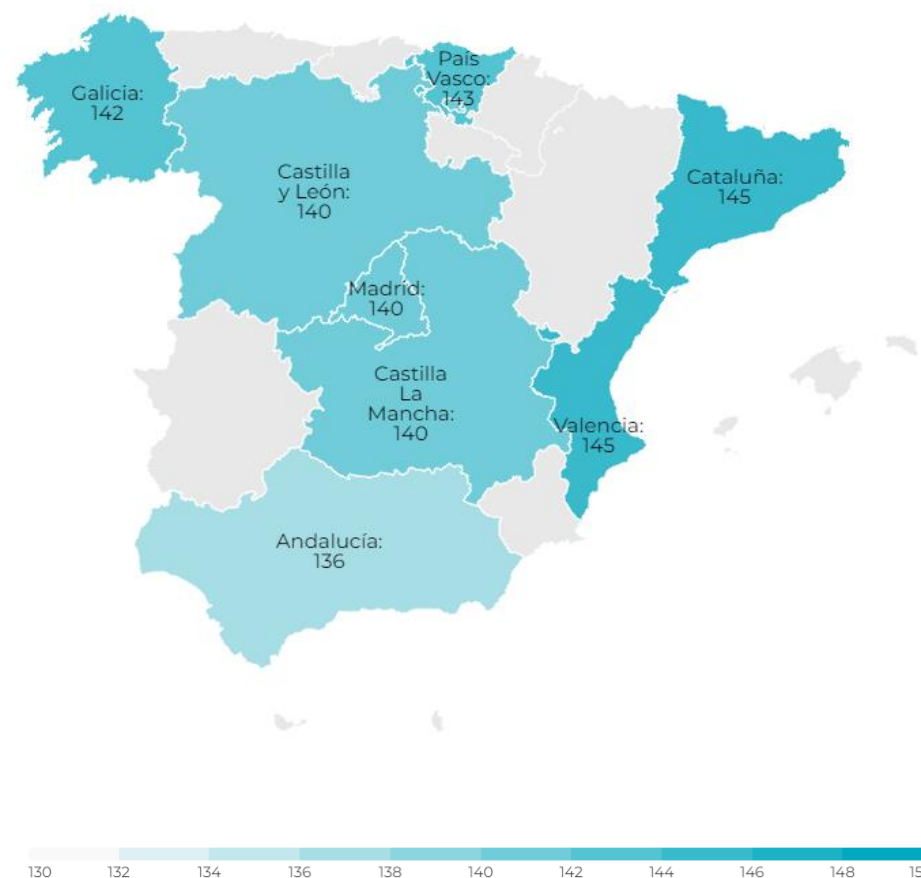 Galicia:
142
País
Vasco:
143
Castilla
y León:
140
Cataluña:
145
Madrid:
140
Castilla
La
Mancha:
140
Valencia:
145
Andalucía:
136
130 132 134 136 138 140 142 144 146 148